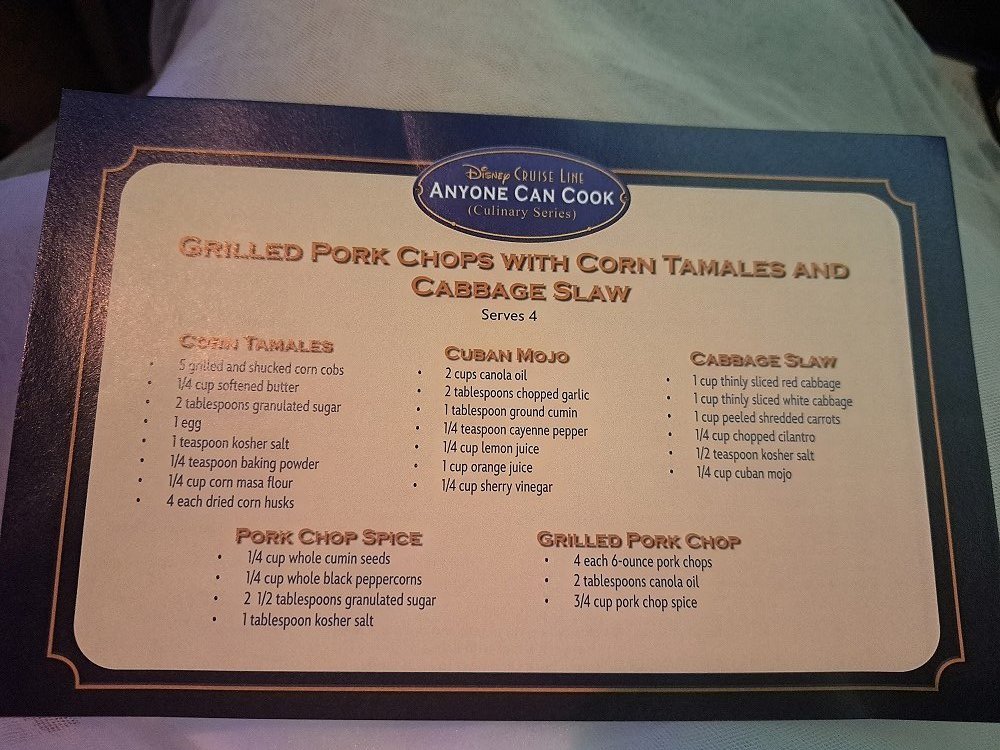 Disney Cruise Line
Anyone Can Cook
(Culinary Series)
Grilled Pork Chops with Corn Tamales and
Cabbage Slaw
Serves 4
Corn Tamales
• 5 grilled and shucked corn cobs
• 1/4 cup softened butter
• 2 tablespoons granulated sugar
• 1 egg
• 1 teaspoon kosher salt
• 1/4 teaspoon baking powder
• 1/4 cup corn masa flour
• 4 each dried corn husks
Cuban Mojo
• 2 cups canola oil
• 2 tablespoons chopped garlic
• 1 tablespoon ground cumin
• 1/4 teaspoon cayenne pepper
• 1/4 cup lemon juice
• 1 cup orange juice
• 1/4 cup sherry vinegar
Cabbage Slaw
• 1 cup thinly sliced red cabbage
• 1 cup thinly sliced white cabbage
• 1 cup peeled shredded carrots
• 1/4 cup chopped cilantro
• 1/2 teaspoon kosher salt
• 1/4 cup cuban mojo
Pork Chop Spice
• 1/4 cup whole cumin seeds
• 1/4 cup whole black peppercorns
• 2 1/2 tablespoons granulated sugar
• 1 tablespoon kosher salt
Grilled Pork Chop
• 4 each 6-ounce pork chops
• 2 tablespoons canola oil
• 3/4 cup pork chop spice